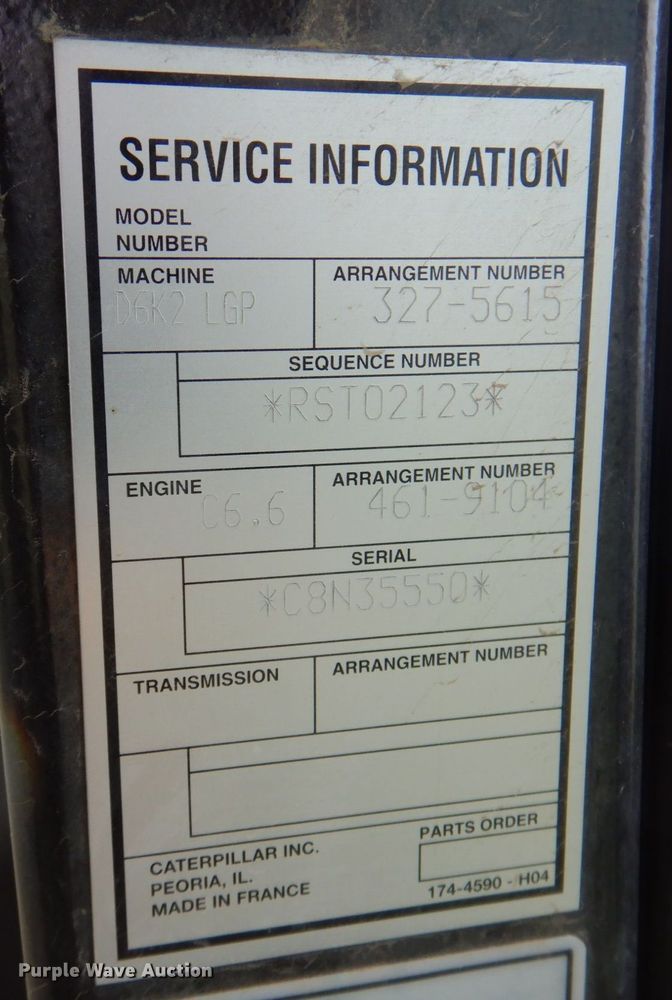 SERVICE INFORMATION
MODEL
NUMBER
MACHINE
ARRANGEMENT NUMBER
D6K2 LGP
327-5615
SEQUENCE NUMBER
*RST02123*
ENGINE
ARRANGEMENT NUMBER
C6.6
461-9104
SERIAL
*C8N35550*
TRANSMISSION
ARRANGEMENT NUMBER
CATERPILLAR INC.
PEORIA, IL.
MADE IN FRANCE
PARTS ORDER
174-4590 - H04
Purple Wave Auction